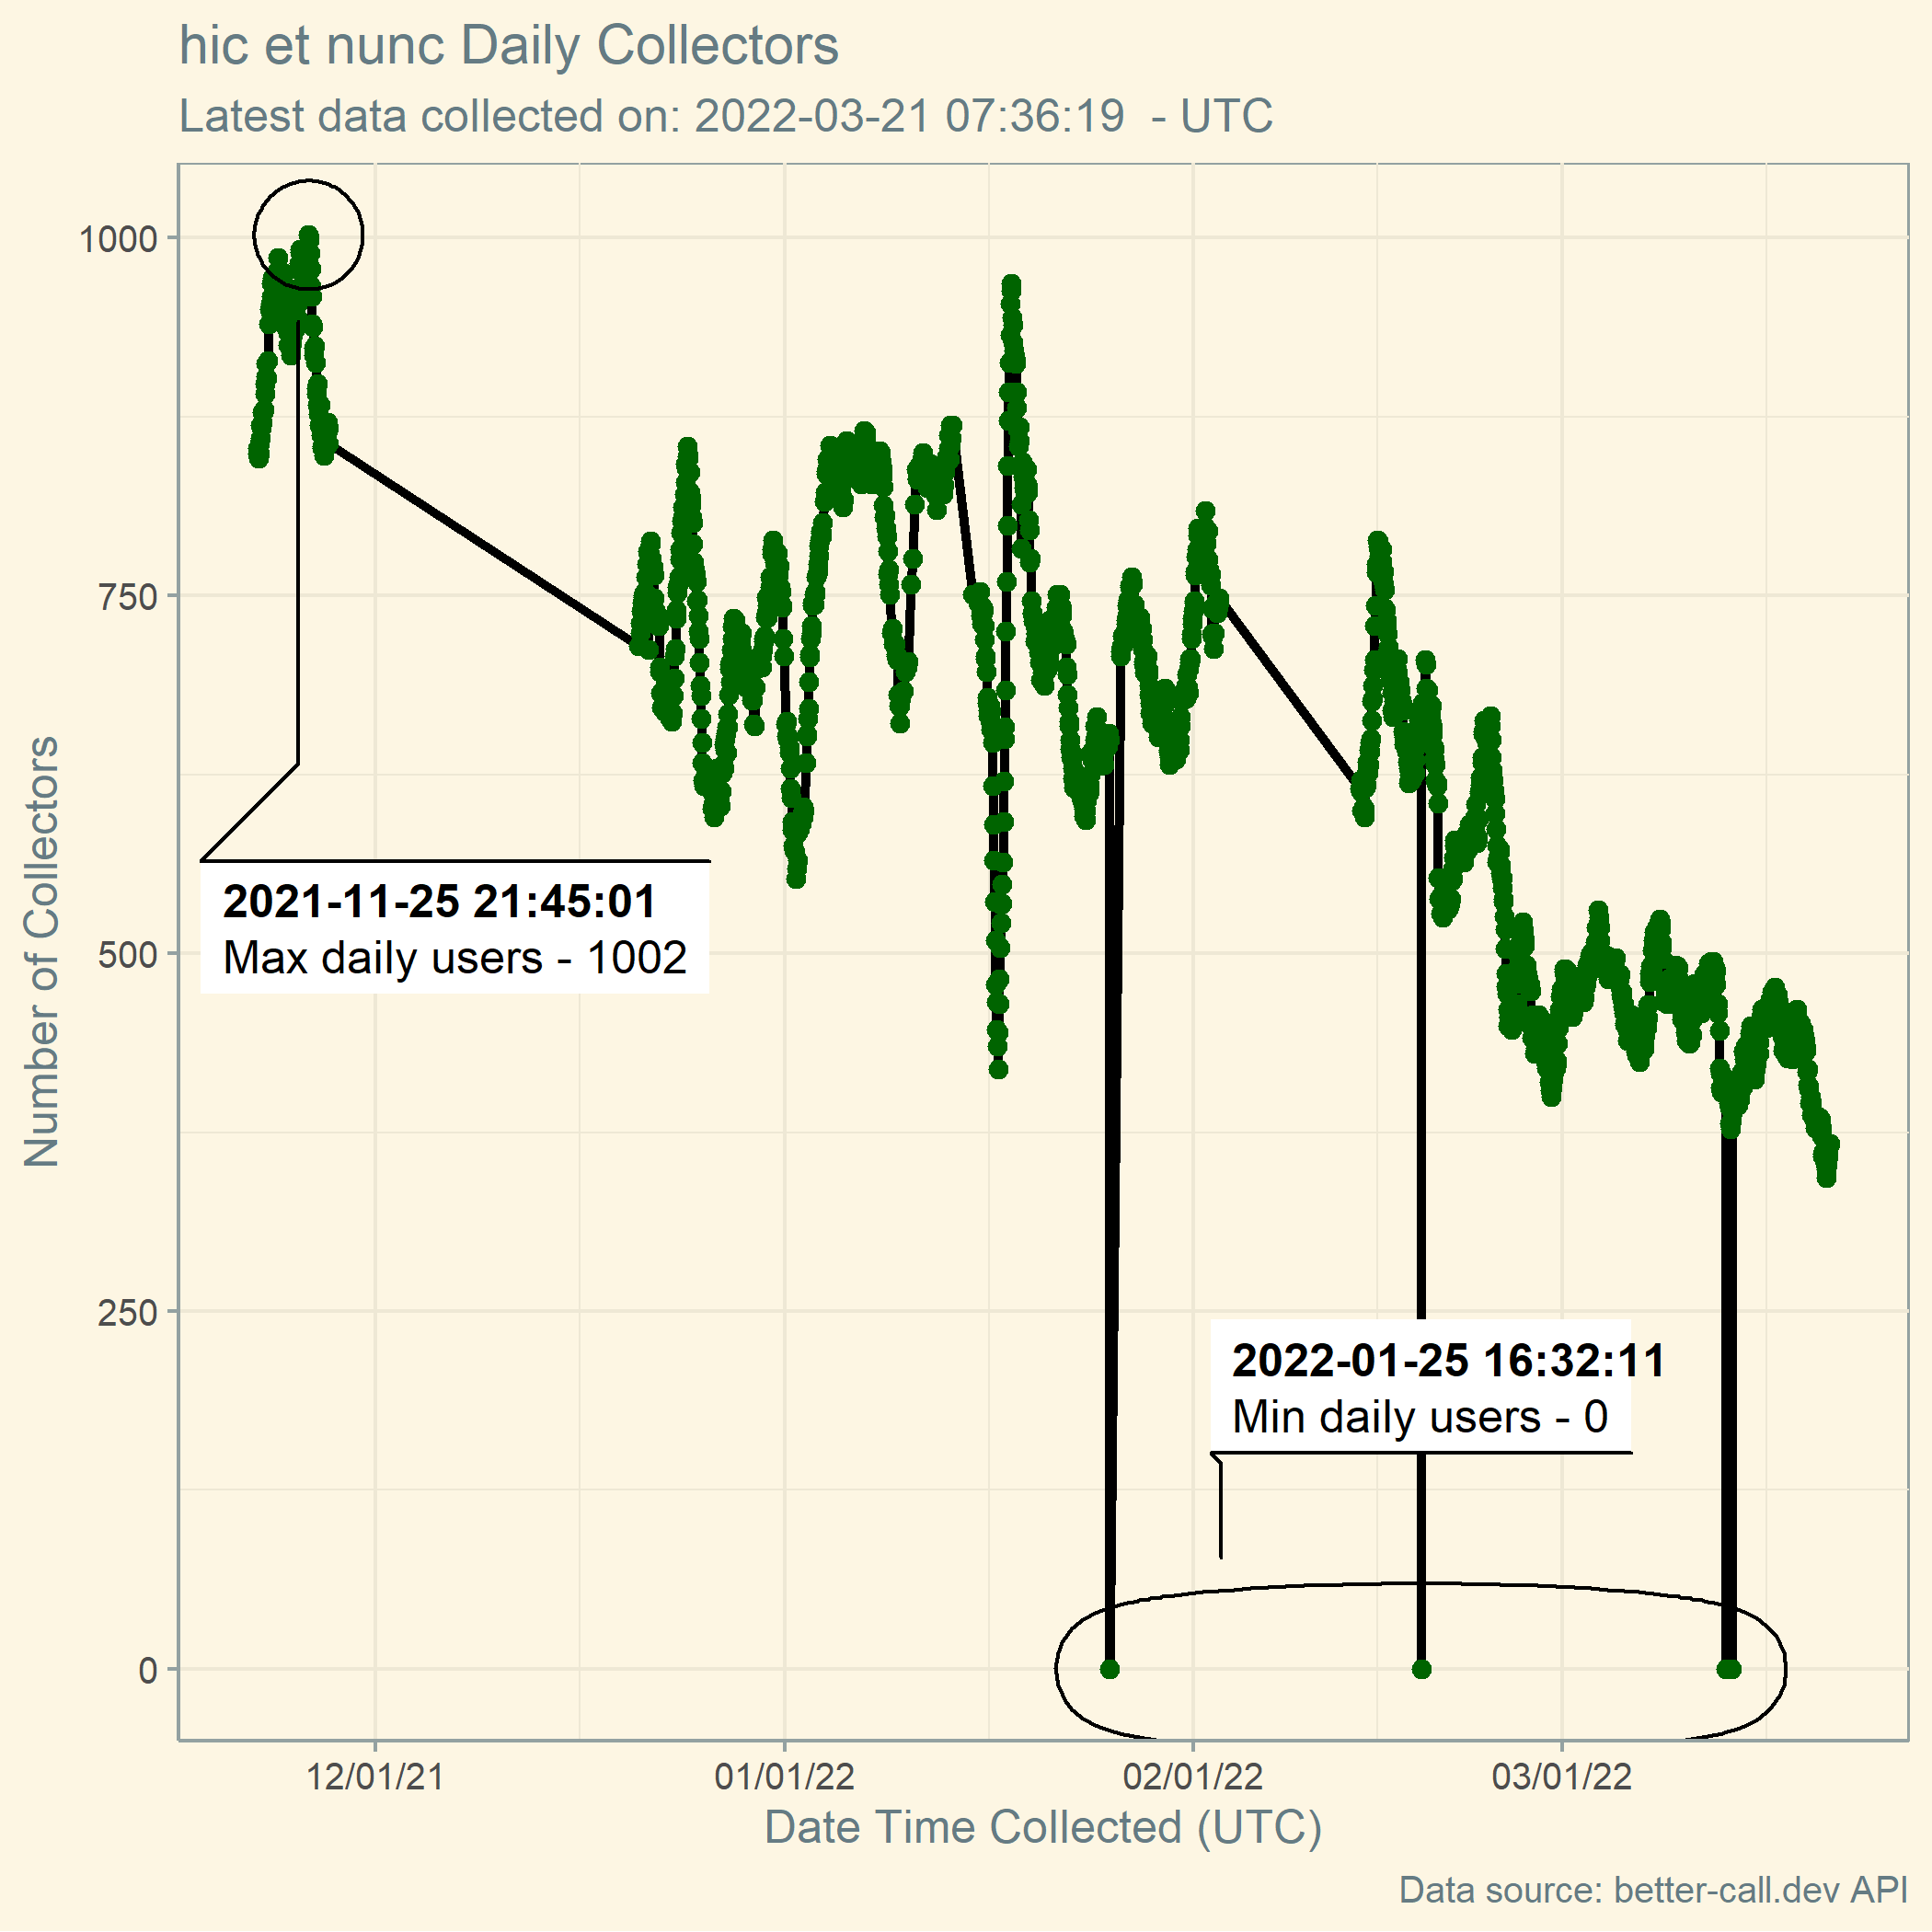 hic et nunc Daily Collectors
Latest data collected on: 2022-03-21 07:36:19  - UTC
Number of Collectors
1000
750
500
250
0
2021-11-25 21:45:01
Max daily users - 1002
2022-01-25 16:32:11
Min daily users - 0
12/01/21
01/01/22
02/01/22
03/01/22
Date Time Collected (UTC)
Data source: better-call.dev API